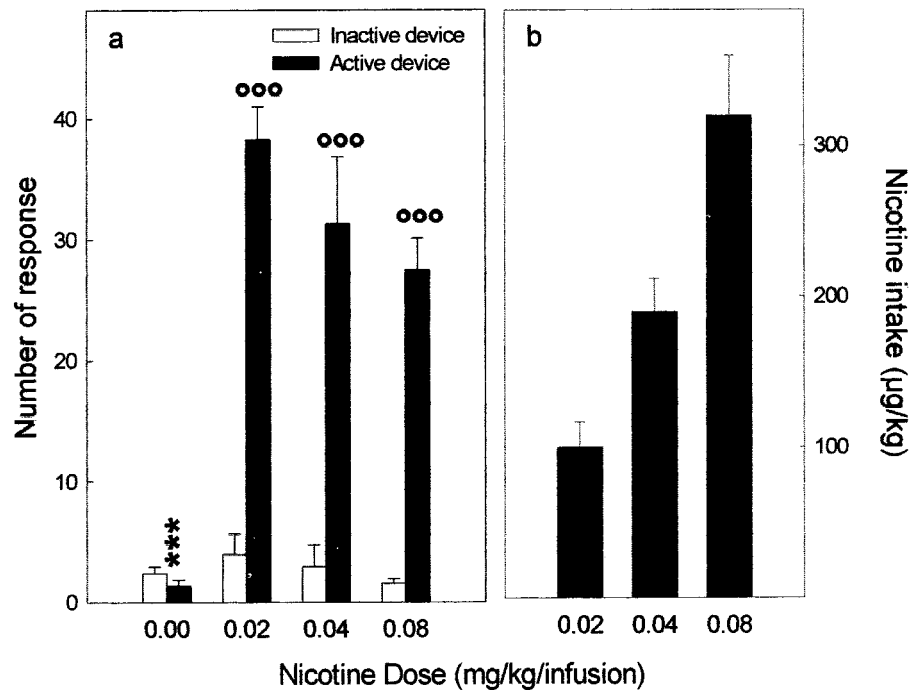 a
Inactive device
Active device
b
Number of response
40
30
20
10
0
°°°
°°°
°°°
***
0.00 0.02 0.04 0.08
300
200
100
Nicotine intake (µg/kg)
0.02 0.04 0.08
Nicotine Dose (mg/kg/infusion)